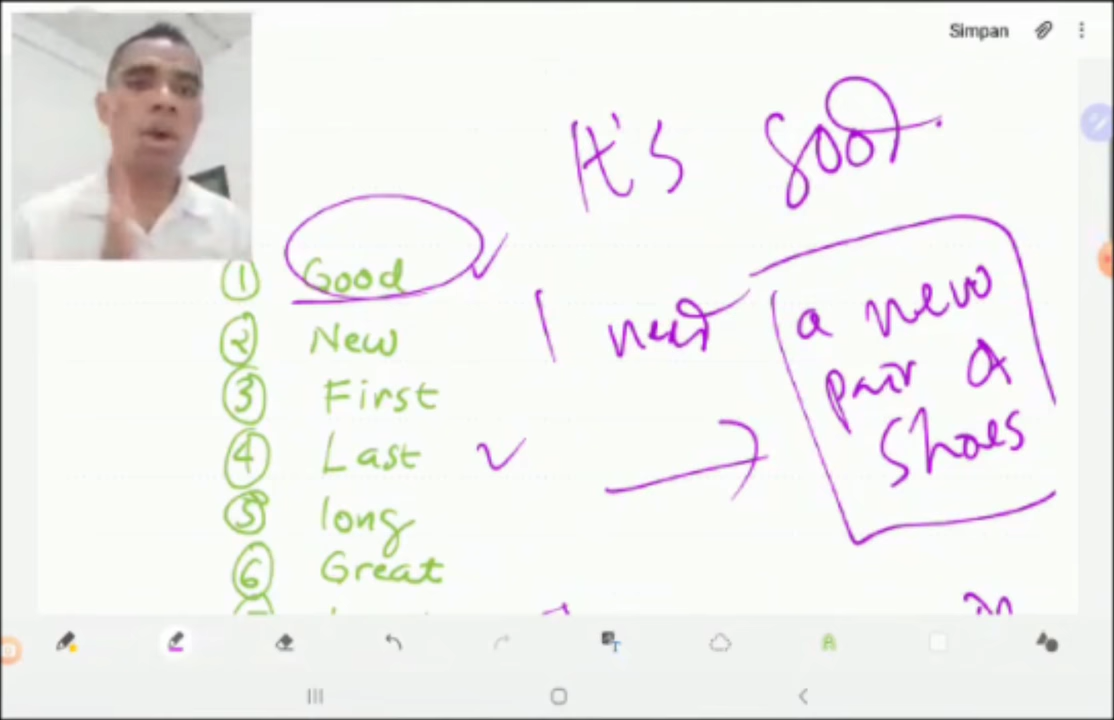 Simpan
It's good.
① Good
② New
③ First
④ Last
⑤ long
⑥ Great
I need
a new
pair of
shoes